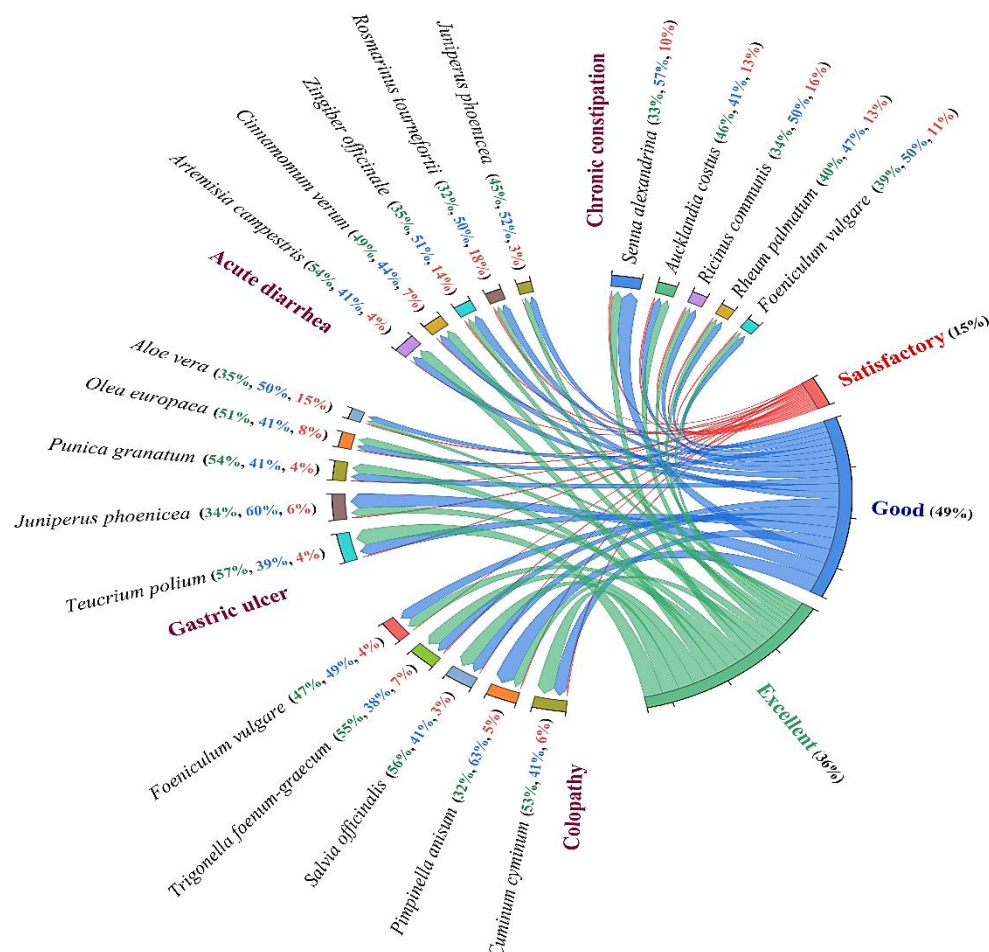 Chronic constipation
Senna alexandrina (33%, 57%, 10%)
Aucklandia costus (46%, 41%, 13%)
Ricinus communis (34%, 50%, 16%)
Rheum palmatum (40%, 47%, 13%)
Foeniculum vulgare (39%, 50%, 11%)
Satisfactory (15%)
Good (49%)
Excellent (36%)
Colopathy
Cuminum cyminum (53%, 41%, 6%)
Pimpinella anisum (32%, 63%, 5%)
Salvia officinalis (56%, 41%, 3%)
Trigonella foenum-graecum (55%, 38%, 7%)
Foeniculum vulgare (47%, 49%, 4%)
Gastric ulcer
Teucrium polium (57%, 39%, 4%)
Juniperus phoenicea (34%, 60%, 6%)
Punica granatum (54%, 41%, 4%)
Olea europaea (51%, 41%, 8%)
Aloe vera (35%, 50%, 15%)
Acute diarrhea
Artemisia campestris (54%, 41%, 4%)
Cinnamomum verum (49%, 44%, 7%)
Zingiber officinale (35%, 51%, 14%)
Rosmarinus tournefortii (32%, 50%, 18%)
Juniperus phoenicea (45%, 52%, 3%)